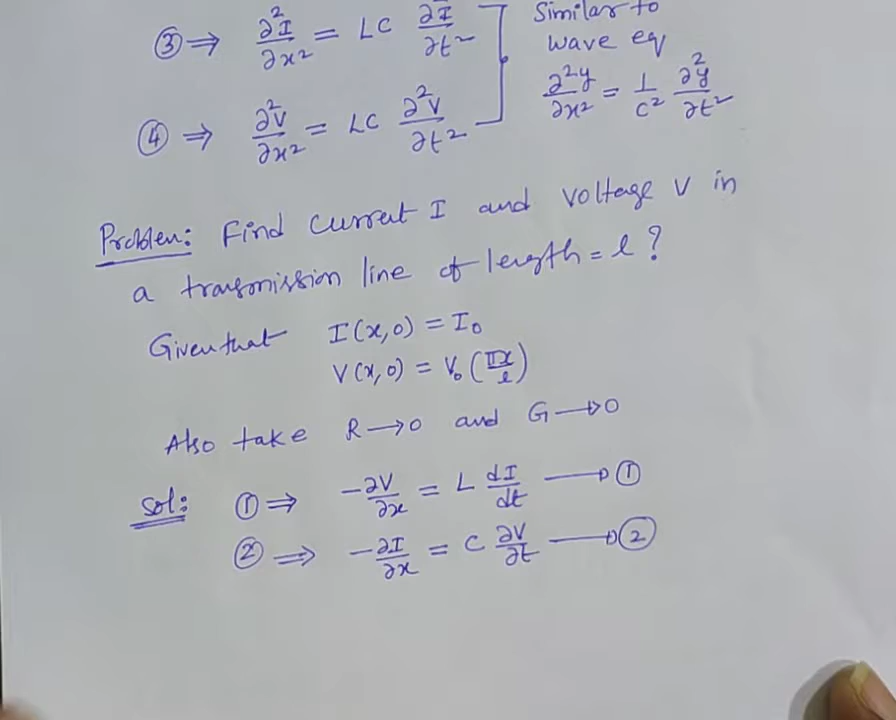 ③ ⇒ ∂²I/∂x² = LC ∂²I/∂t²
Similar to
wave eq
∂²y/∂x² = 1/c² ∂²y/∂t²
④ ⇒ ∂²V/∂x² = LC ∂²V/∂t²
Problem: Find current I and voltage V in
a transmission line of length = l ?
Given that I(x,0) = I₀
V(x,0) = V₀ (πx/l)
Also take R → 0 and G → 0
Sol: ① ⇒ -∂V/∂x = L dI/dt → ①
② ⇒ -∂I/∂x = C ∂V/∂t → ②